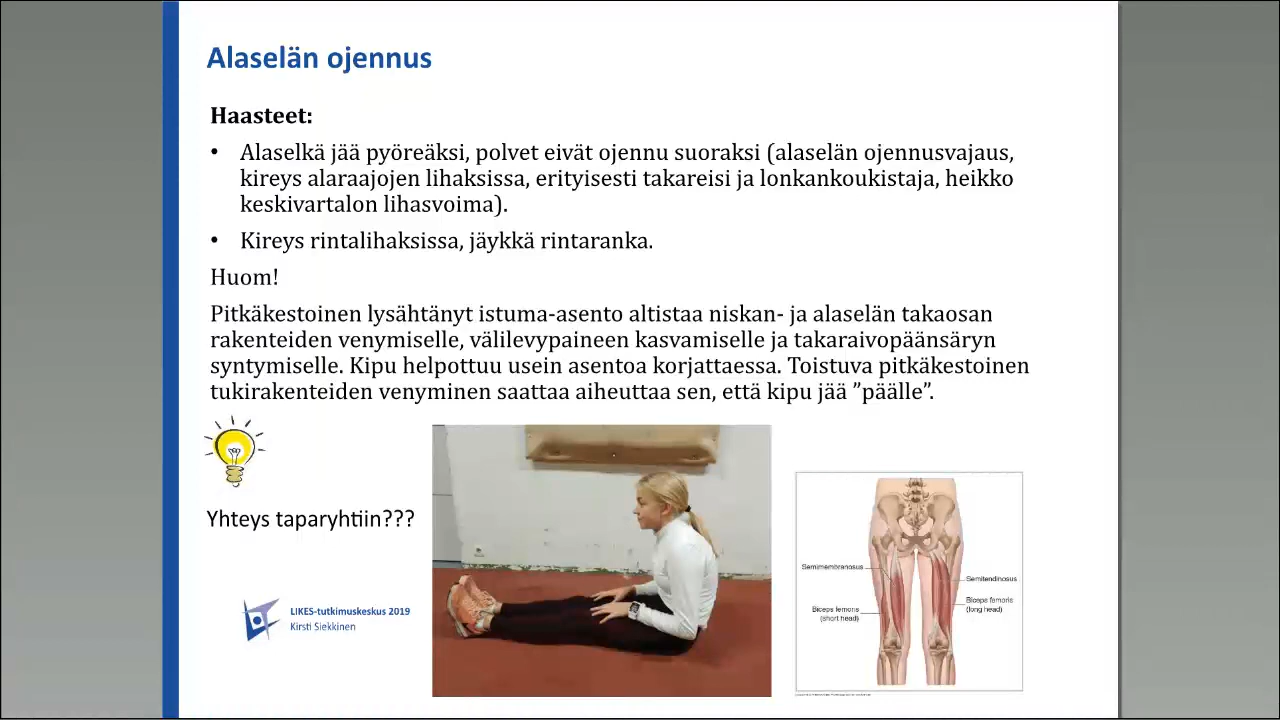 Alaselän ojennus
Haasteet:
• Alaselkä jää pyöreäksi, polvet eivät ojennu suoraksi (alaselän ojennusvajaus,
kireys alaraajojen lihaksissa, erityisesti takareisi ja lonkankoukistaja, heikko
keskivartalon lihasvoima).
• Kireys rintalihaksissa, jäykkä rintaranka.
Huom!
Pitkäkestoinen lysähtänyt istuma-asento altistaa niskan- ja alaselän takaosan
rakenteiden venymiselle, välilevypaineen kasvamiselle ja takaraivopäänsäryn
syntymiselle. Kipu helpottuu usein asentoa korjattaessa. Toistuva pitkäkestoinen
tukirakenteiden venyminen saattaa aiheuttaa sen, että kipu jää ”päälle”.
Yhteys taparyhtiin???
LIKES-tutkimuskeskus 2019
Kirsti Siekkinen
Semimembranosus
Semitendinosus
Biceps femoris
(short head)
Biceps femoris
(long head)